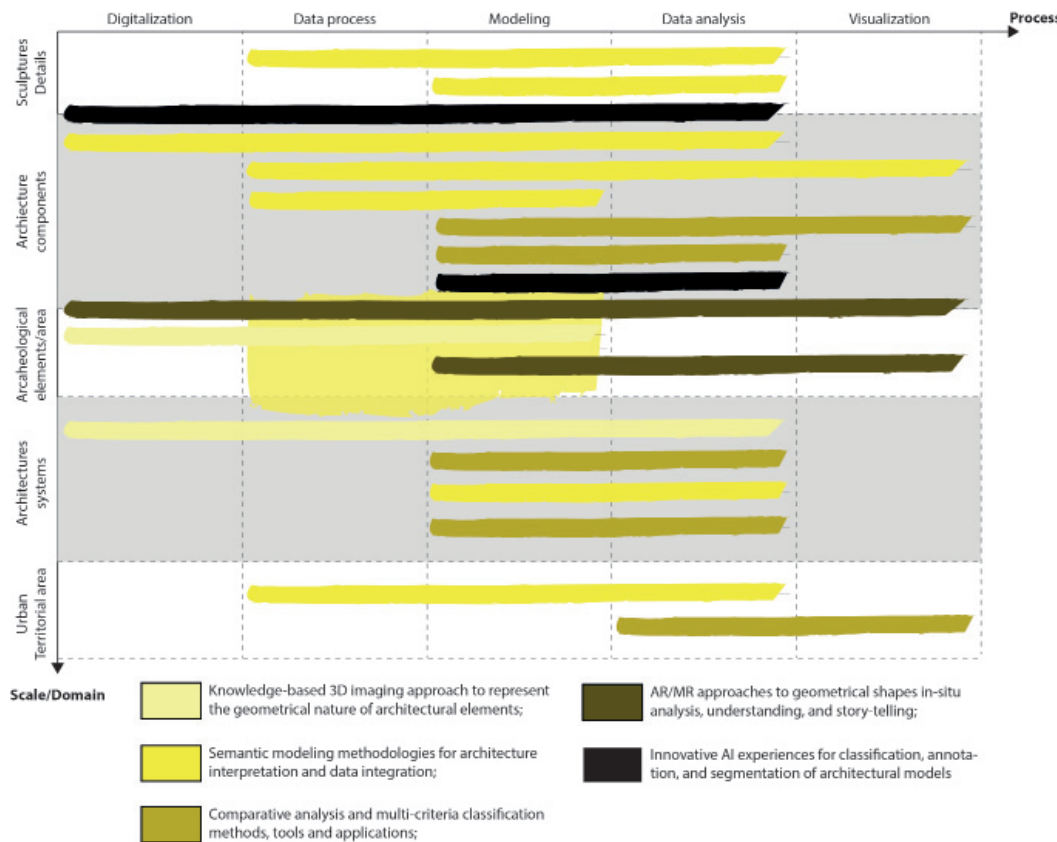 Digitalization Data process Modeling Data analysis Visualization Process
Sculptures
Details
Archiecture
components
Arcaheological
elements/area
Architectures
systems
Urban
Territorial area
Scale/Domain
Knowledge-based 3D imaging approach to represent
the geometrical nature of architectural elements;
Semantic modeling methodologies for architecture
interpretation and data integration;
Comparative analysis and multi-criteria classification
methods, tools and applications;
AR/MR approaches to geometrical shapes in-situ
analysis, understanding, and story-telling;
Innovative AI experiences for classification, annota-
tion, and segmentation of architectural models